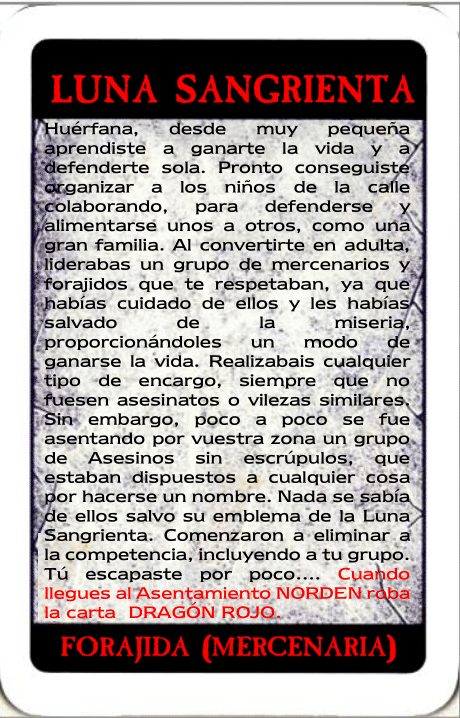 LUNA SANGRIENTA
Huérfana, desde muy pequeña
aprendiste a ganarte la vida y a
defenderte sola. Pronto conseguiste
organizar a los niños de la calle
colaborando, para defenderse y
alimentarse unos a otros, como una
gran familia. Al convertirte en adulta,
liderabas un grupo de mercenarios y
forajidos que te respetaban, ya que
habías cuidado de ellos y les habías
salvado de la miseria,
proporcionándoles un modo de
ganarse la vida. Realizabais cualquier
tipo de encargo, siempre que no
fuesen asesinatos o vilezas similares.
Sin embargo, poco a poco se fue
asentando por vuestra zona un grupo
de Asesinos sin escrúpulos, que
estaban dispuestos a cualquier cosa
por hacerse un nombre. Nada se sabía
de ellos salvo su emblema de la Luna
Sangrienta. Comenzaron a eliminar a
la competencia, incluyendo a tu grupo.
Tú escapaste por poco.... Cuando
llegues al Asentamiento NORDEN roba
la carta DRAGÓN ROJO.
FORAJIDA (MERCENARIA)